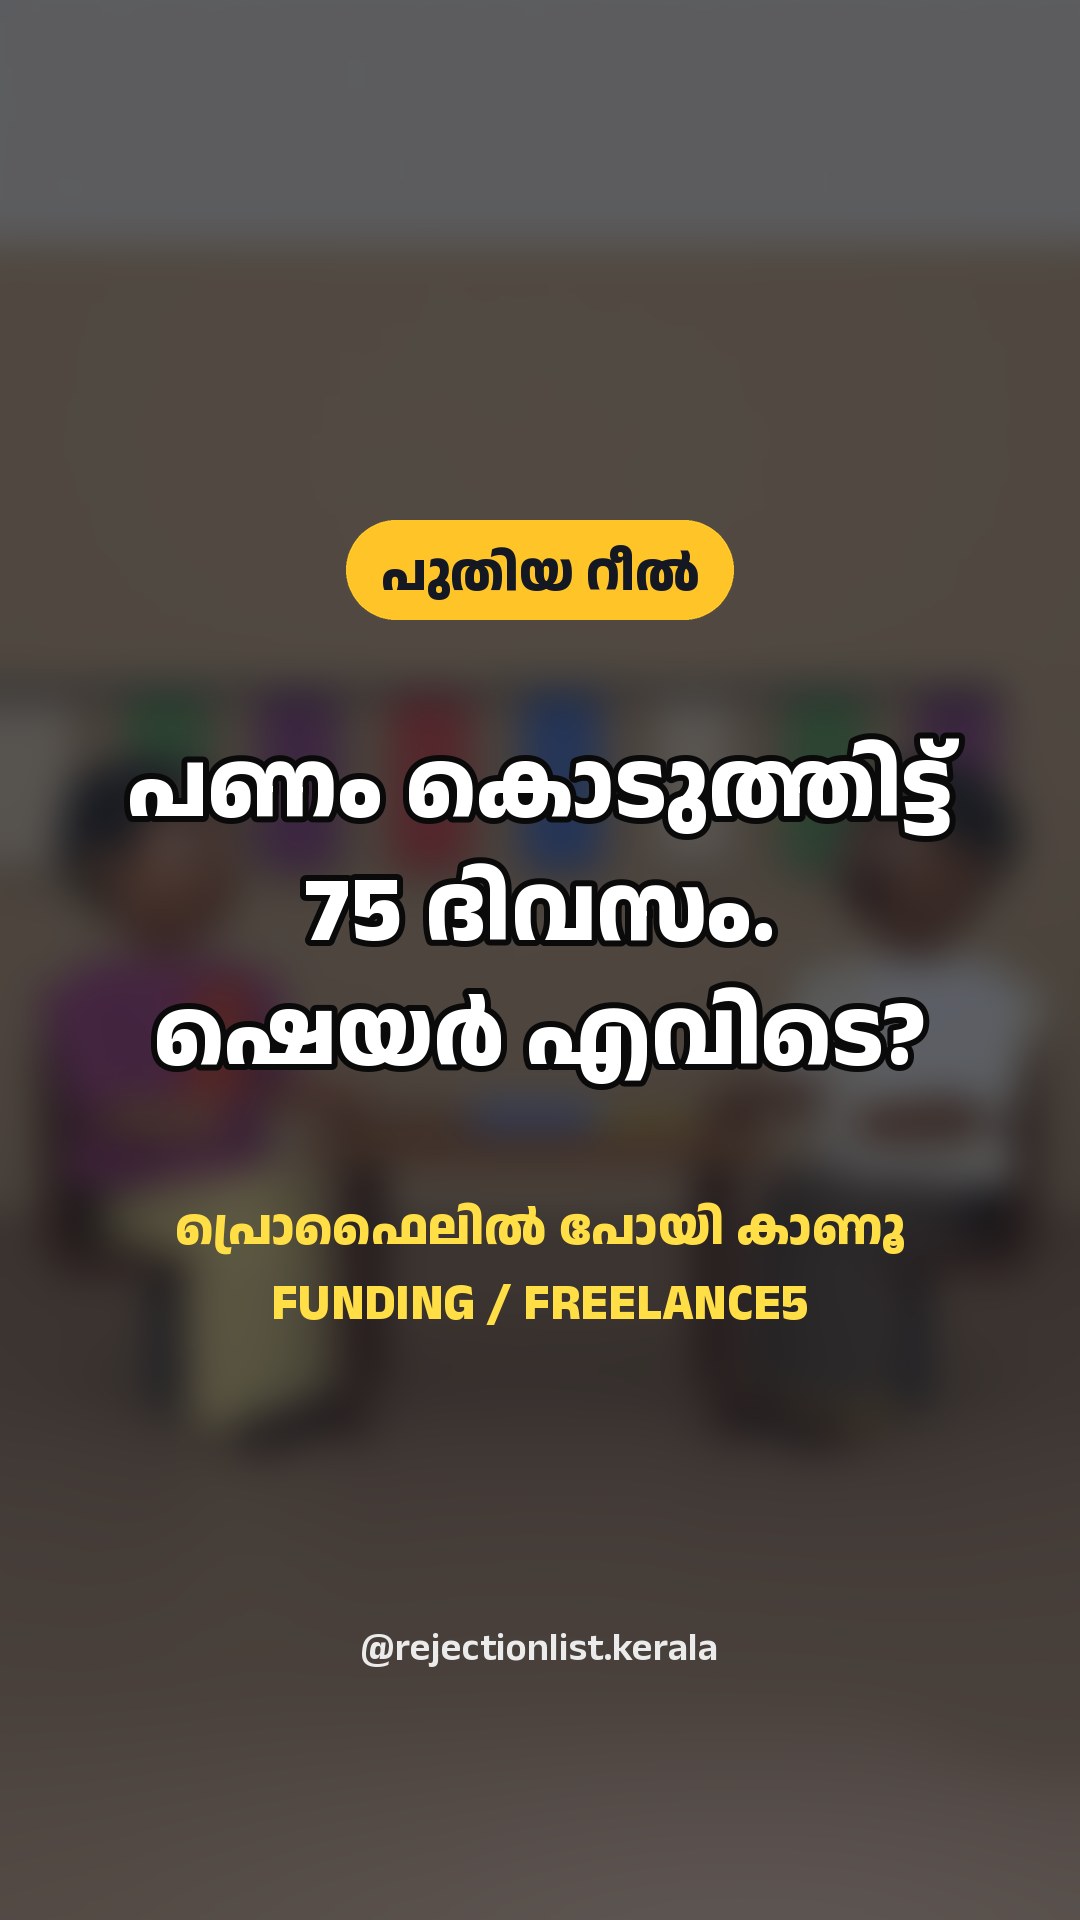 പുതിയ റീൽ
പണം കൊടുത്തിട്ട്
75 ദിവസം.
ഷെയർ എവിടെ?
പ്രൊഫൈലിൽ പോയി കാണൂ
FUNDING / FREELANCE5
@rejectionlist.kerala